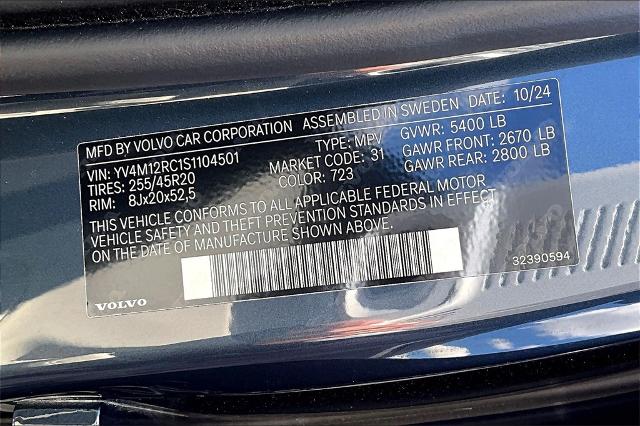 MFD BY VOLVO CAR CORPORATION ASSEMBLED IN SWEDEN DATE: 10/24
VIN: YV4M12RC1S1104501 TYPE: MPV GVWR: 5400 LB
TIRES: 255/45R20 MARKET CODE: 31 GAWR FRONT: 2670 LB
RIM: 8Jx20x52,5 COLOR: 723 GAWR REAR: 2800 LB
THIS VEHICLE CONFORMS TO ALL APPLICABLE FEDERAL MOTOR
VEHICLE SAFETY AND THEFT PREVENTION STANDARDS IN EFFECT
ON THE DATE OF MANUFACTURE SHOWN ABOVE.
VOLVO 32390594